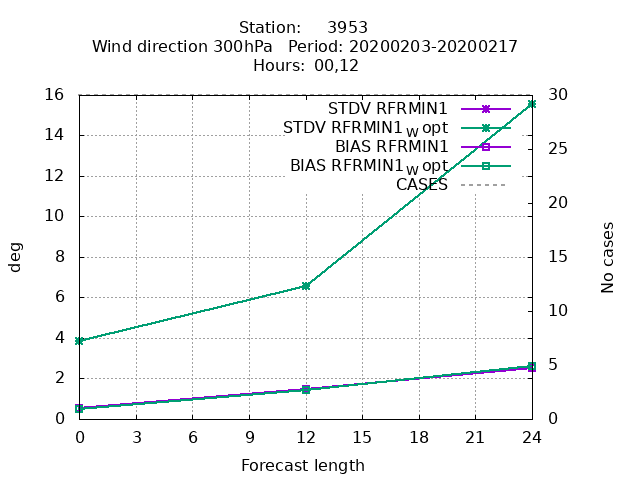 Station:     3953
Wind direction 300hPa   Period: 20200203-20200217
Hours: 00,12
16
14
12
10
8
6
4
2
0
deg
30
25
20
15
10
5
0
No cases
STDV RFRMIN1
STDV RFRMIN1_W opt
BIAS RFRMIN1
BIAS RFRMIN1_W opt
CASES
0 3 6 9 12 15 18 21 24
Forecast length